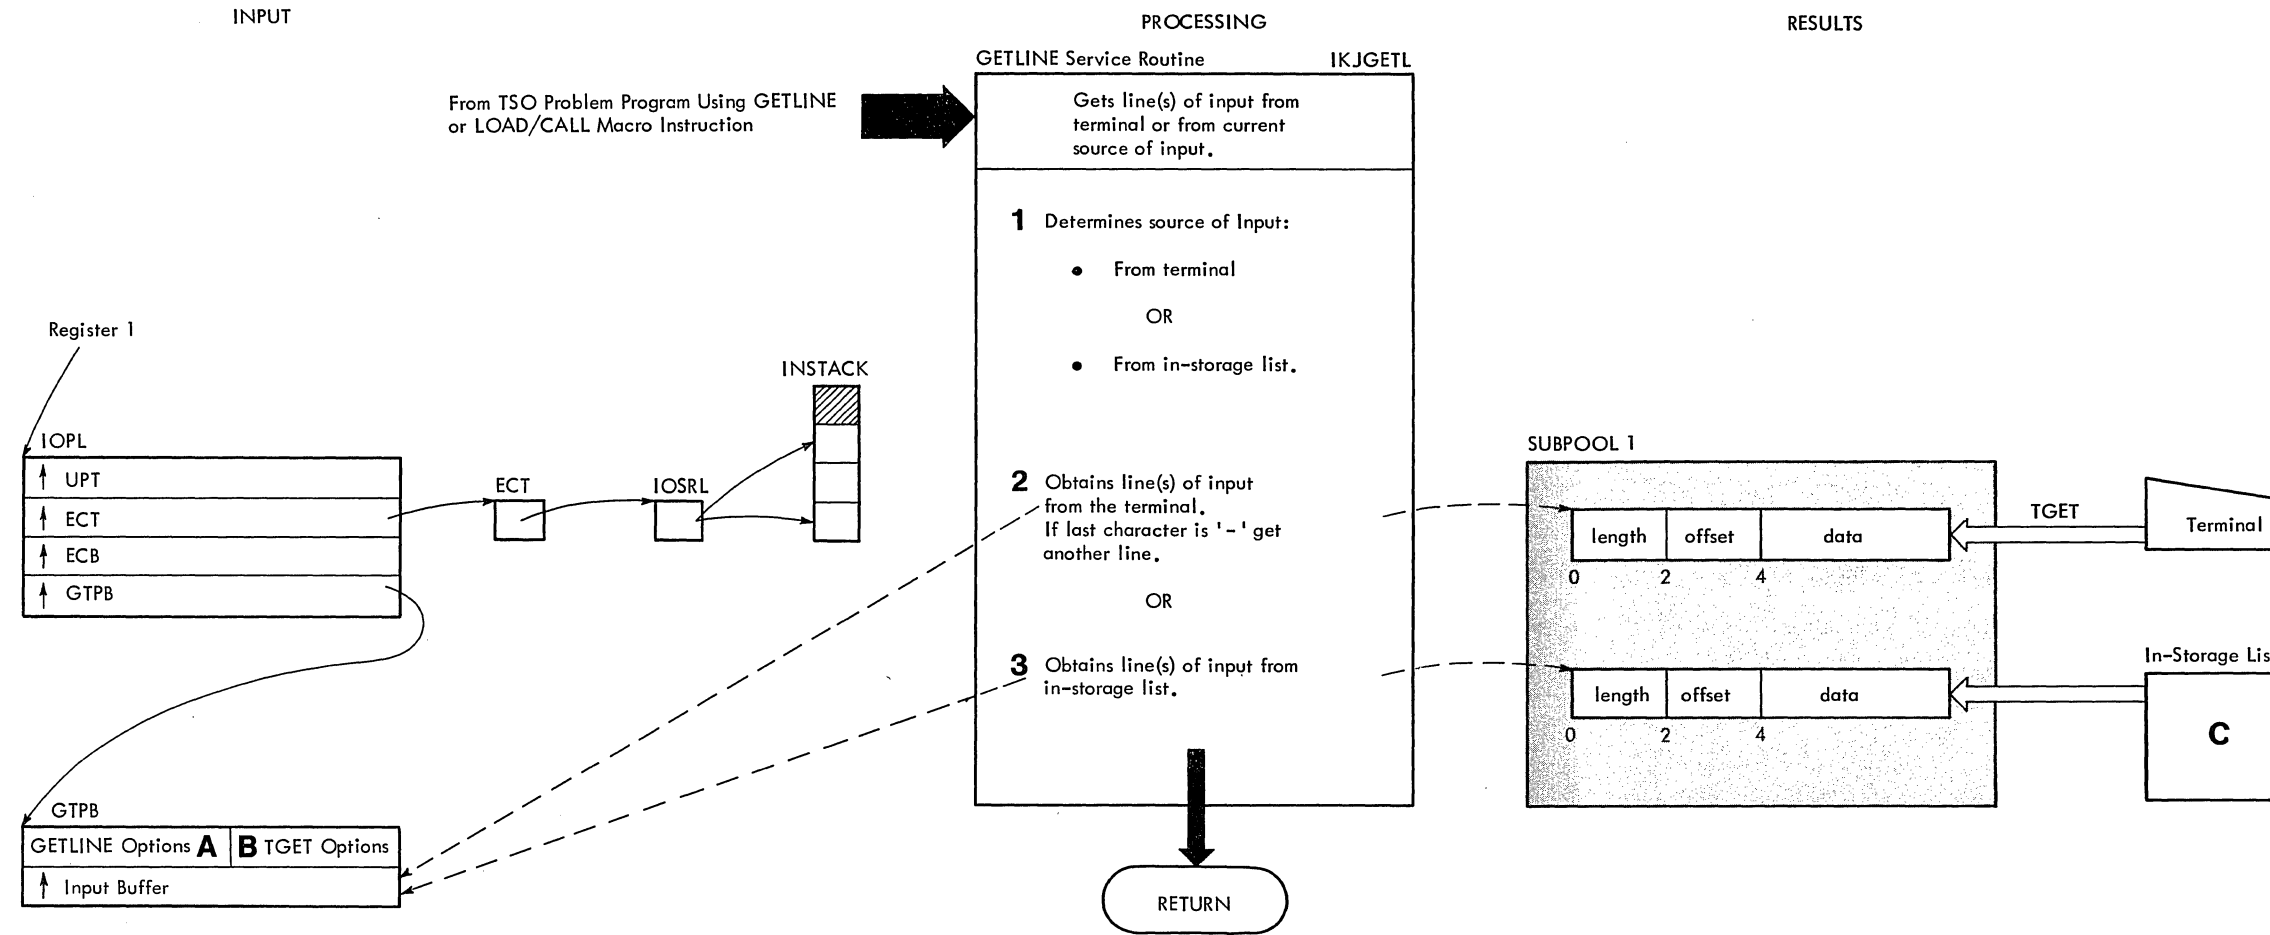 INPUT
PROCESSING
RESULTS
GETLINE Service Routine IKJGETL
From TSO Problem Program Using GETLINE
or LOAD/CALL Macro Instruction
Gets line(s) of input from
terminal or from current
source of input.
1 Determines source of Input:
• From terminal
OR
• From in-storage list.
Register 1
INSTACK
IOPL
UPT
ECT
ECB
GTPB
ECT
IOSRL
2 Obtains line(s) of input
from the terminal.
If last character is '-' get
another line.
OR
3 Obtains line(s) of input from
in-storage list.
SUBPOOL 1
length offset data
0 2 4
TGET
Terminal
length offset data
0 2 4
In-Storage Lis
C
GTPB
GETLINE Options A B TGET Options
Input Buffer
RETURN